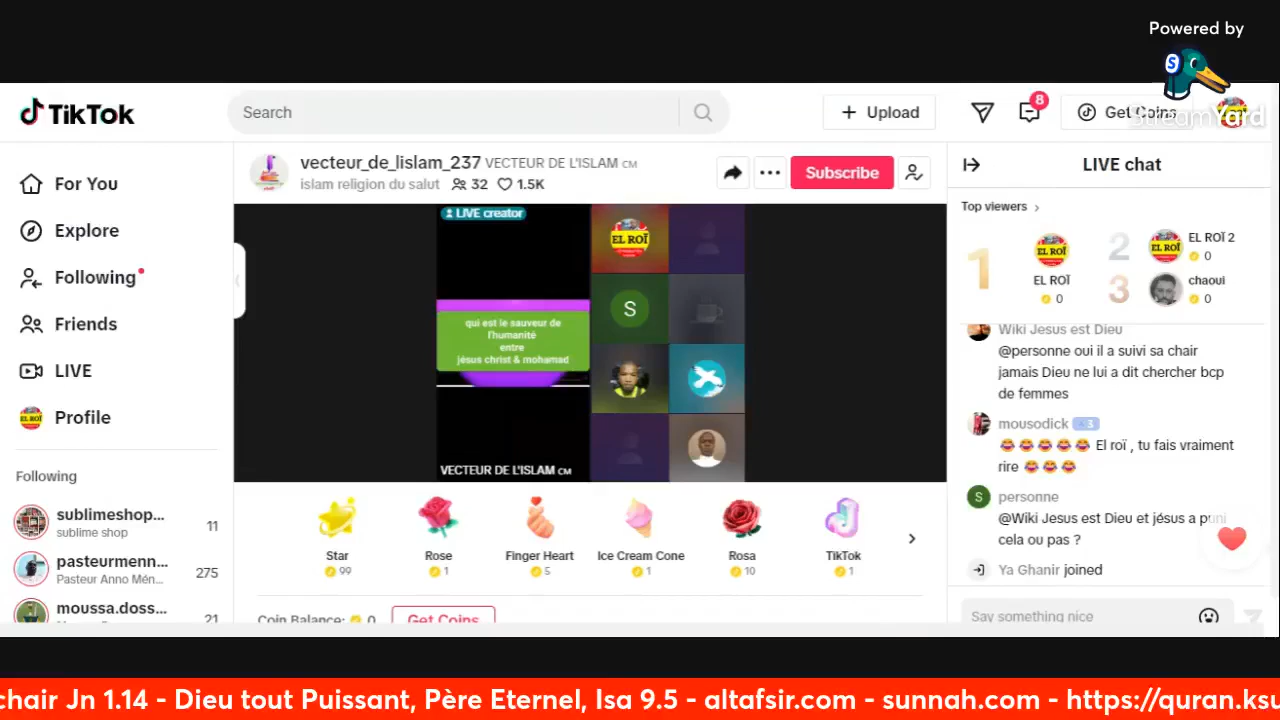 Powered by
StreamYard
TikTok
Search
Upload
8
Get Coins
For You
Explore
Following
Friends
LIVE
Profile
Following
sublimeshop...
sublime shop
11
pasteurmenn...
Pasteur Anno Mén...
275
moussa.doss...
21
vecteur_de_lislam_237 VECTEUR DE L'ISLAM CM
islam religion du salut 32 1.5K
Subscribe
LIVE creator
qui est le sauveur de
l'humanité
entre
jésus christ & mohamad
VECTEUR DE L'ISLAM CM
EL ROÏ
S
Star
99
Rose
1
Finger Heart
5
Ice Cream Cone
1
Rosa
10
TikTok
1
Coin Balance: 0
Get Coins
LIVE chat
Top viewers
1
EL ROÏ
0
2
EL ROÏ 2
0
3
chaoui
0
Wiki Jesus est Dieu
@personne oui il a suivi sa chair
jamais Dieu ne lui a dit chercher bcp
de femmes
mousodick 3
😂😂😂😂😂 El roï , tu fais vraiment
rire 😂😂😂
S
personne
@Wiki Jesus est Dieu et jésus a puni
cela ou pas ?
Ya Ghanir joined
Say something nice
chair Jn 1.14 - Dieu tout Puissant, Père Eternel, Isa 9.5 - altafsir.com - sunnah.com - https://quran.ksu